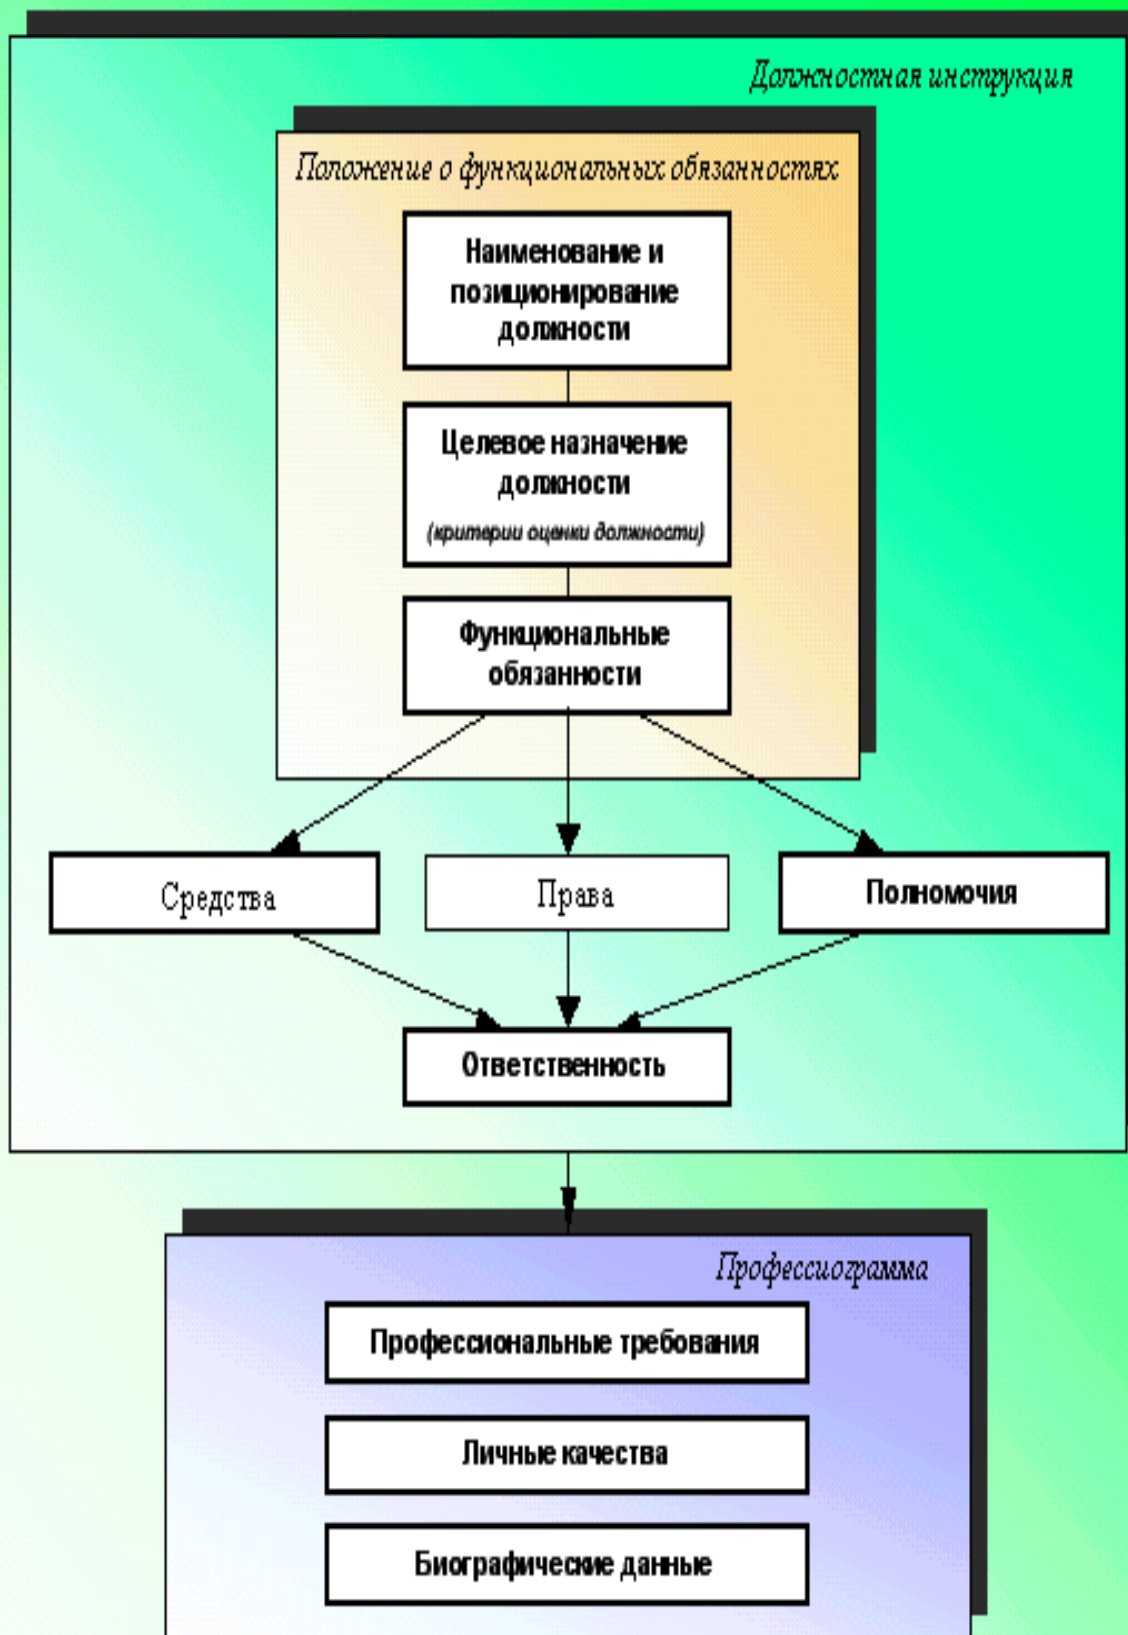 Должностная инструкция
Положение о функциональных обязанностях
Наименование и
позиционирование
должности
Целевое назначение
должности
(критерии оценки должности)
Функциональные
обязанности
Средства
Права
Полномочия
Ответственность
Профессиограмма
Профессиональные требования
Личные качества
Биографические данные